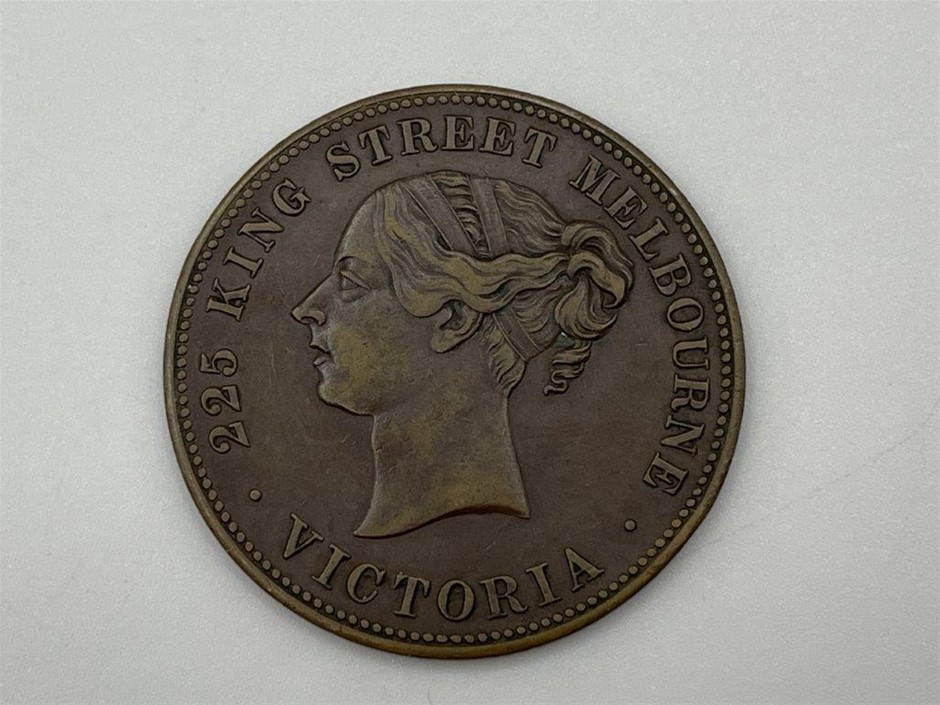 225 KING STREET MELBOURNE
· VICTORIA ·